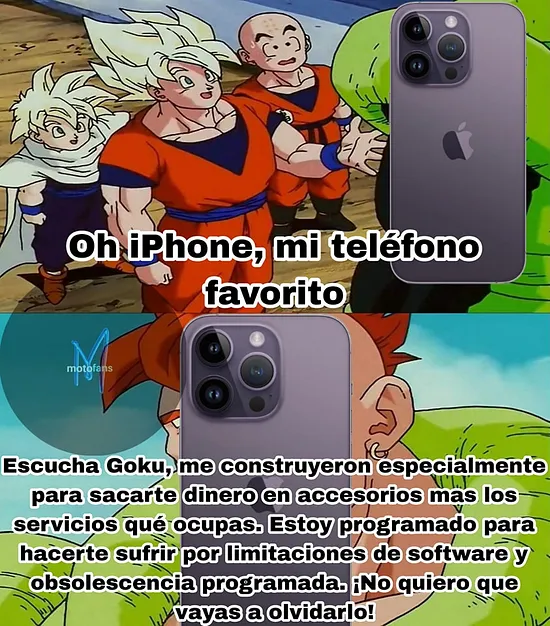 Oh iPhone, mi teléfono
favorito
M
motofans
Escucha Goku, me construyeron especialmente
para sacarte dinero en accesorios mas los
servicios qué ocupas. Estoy programado para
hacerte sufrir por limitaciones de software y
obsolescencia programada. ¡No quiero que
vayas a olvidarlo!